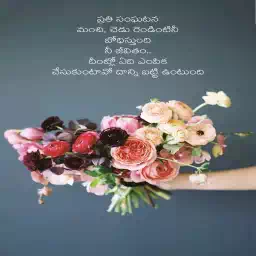 ప్రతి సంఘటన
మంచి, చెడు రెండింటినీ
బోధిస్తుంది
నీ జీవితం..
దీంట్లో ఏది ఎంపిక
చేసుకుంటావో దాన్ని బట్టి ఉంటుంది